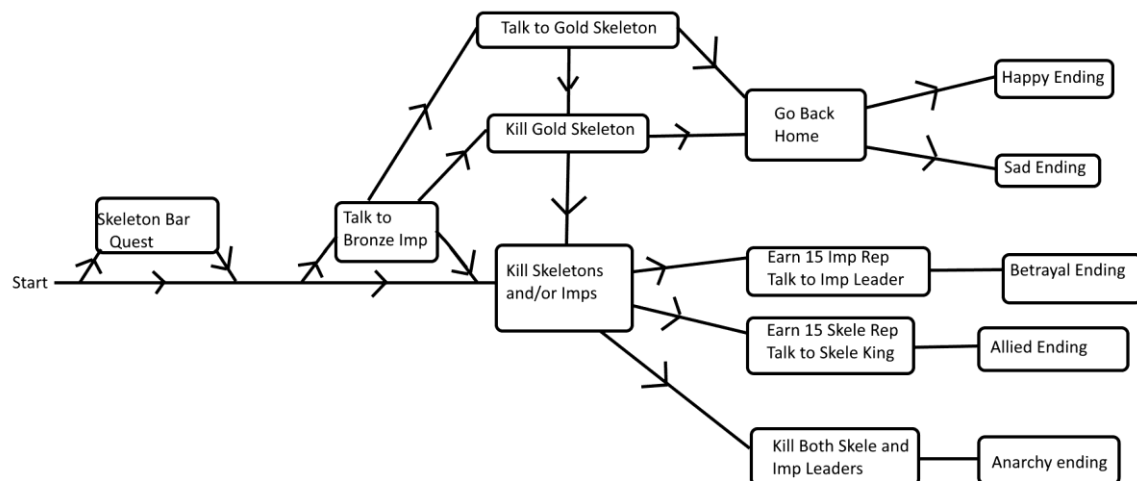 Talk to Gold Skeleton
Happy Ending
Go Back
Home
Kill Gold Skeleton
Sad Ending
Skeleton Bar
Quest
Talk to
Bronze Imp
Start
Kill Skeletons
and/or Imps
Earn 15 Imp Rep
Talk to Imp Leader
Betrayal Ending
Earn 15 Skele Rep
Talk to Skele King
Allied Ending
Kill Both Skele and
Imp Leaders
Anarchy ending